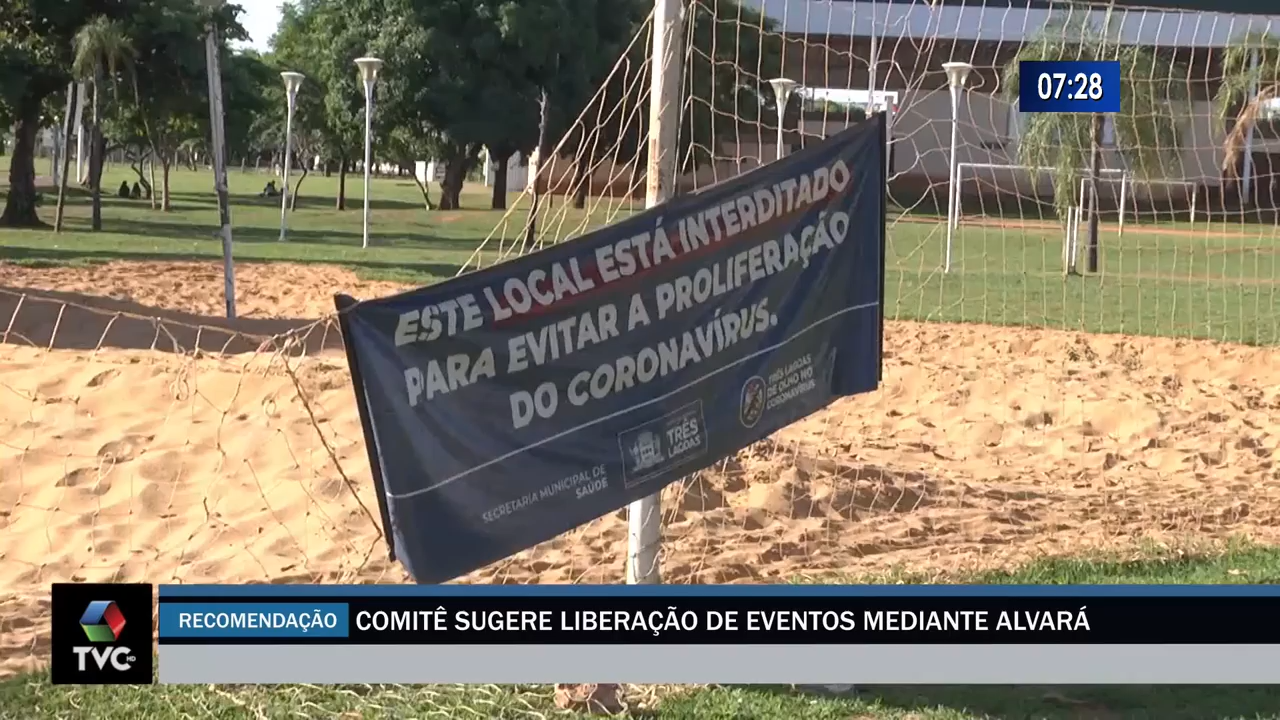 07:28
ESTE LOCAL ESTÁ INTERDITADO
PARA EVITAR A PROLIFERAÇÃO
DO CORONAVÍRUS.
SECRETARIA MUNICIPAL DE
SAÚDE
TRÊS
LAGOAS
TRÊS LAGOAS
DE OLHO NO
CORONAVÍRUS
RECOMENDAÇÃO
COMITÊ SUGERE LIBERAÇÃO DE EVENTOS MEDIANTE ALVARÁ
TVC HD